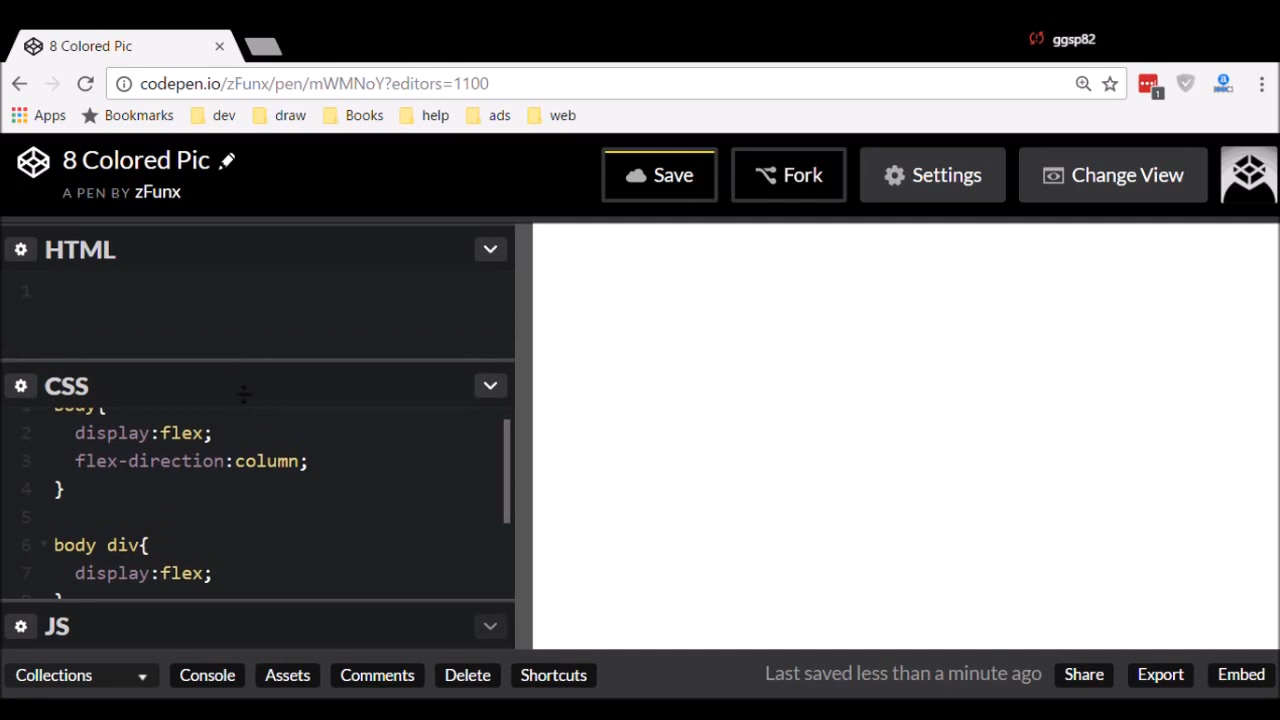 8 Colored Pic
ggsp82
codepen.io/zFunx/pen/mWMNoY?editors=1100
1
Apps Bookmarks dev draw Books help ads web
8 Colored Pic
A PEN BY zFunx
Save Fork Settings Change View
HTML
1
CSS
1 body{
2 display:flex;
3 flex-direction:column;
4 }
5
6 body div{
7 display:flex;
JS
Collections Console Assets Comments Delete Shortcuts Last saved less than a minute ago Share Export Embed